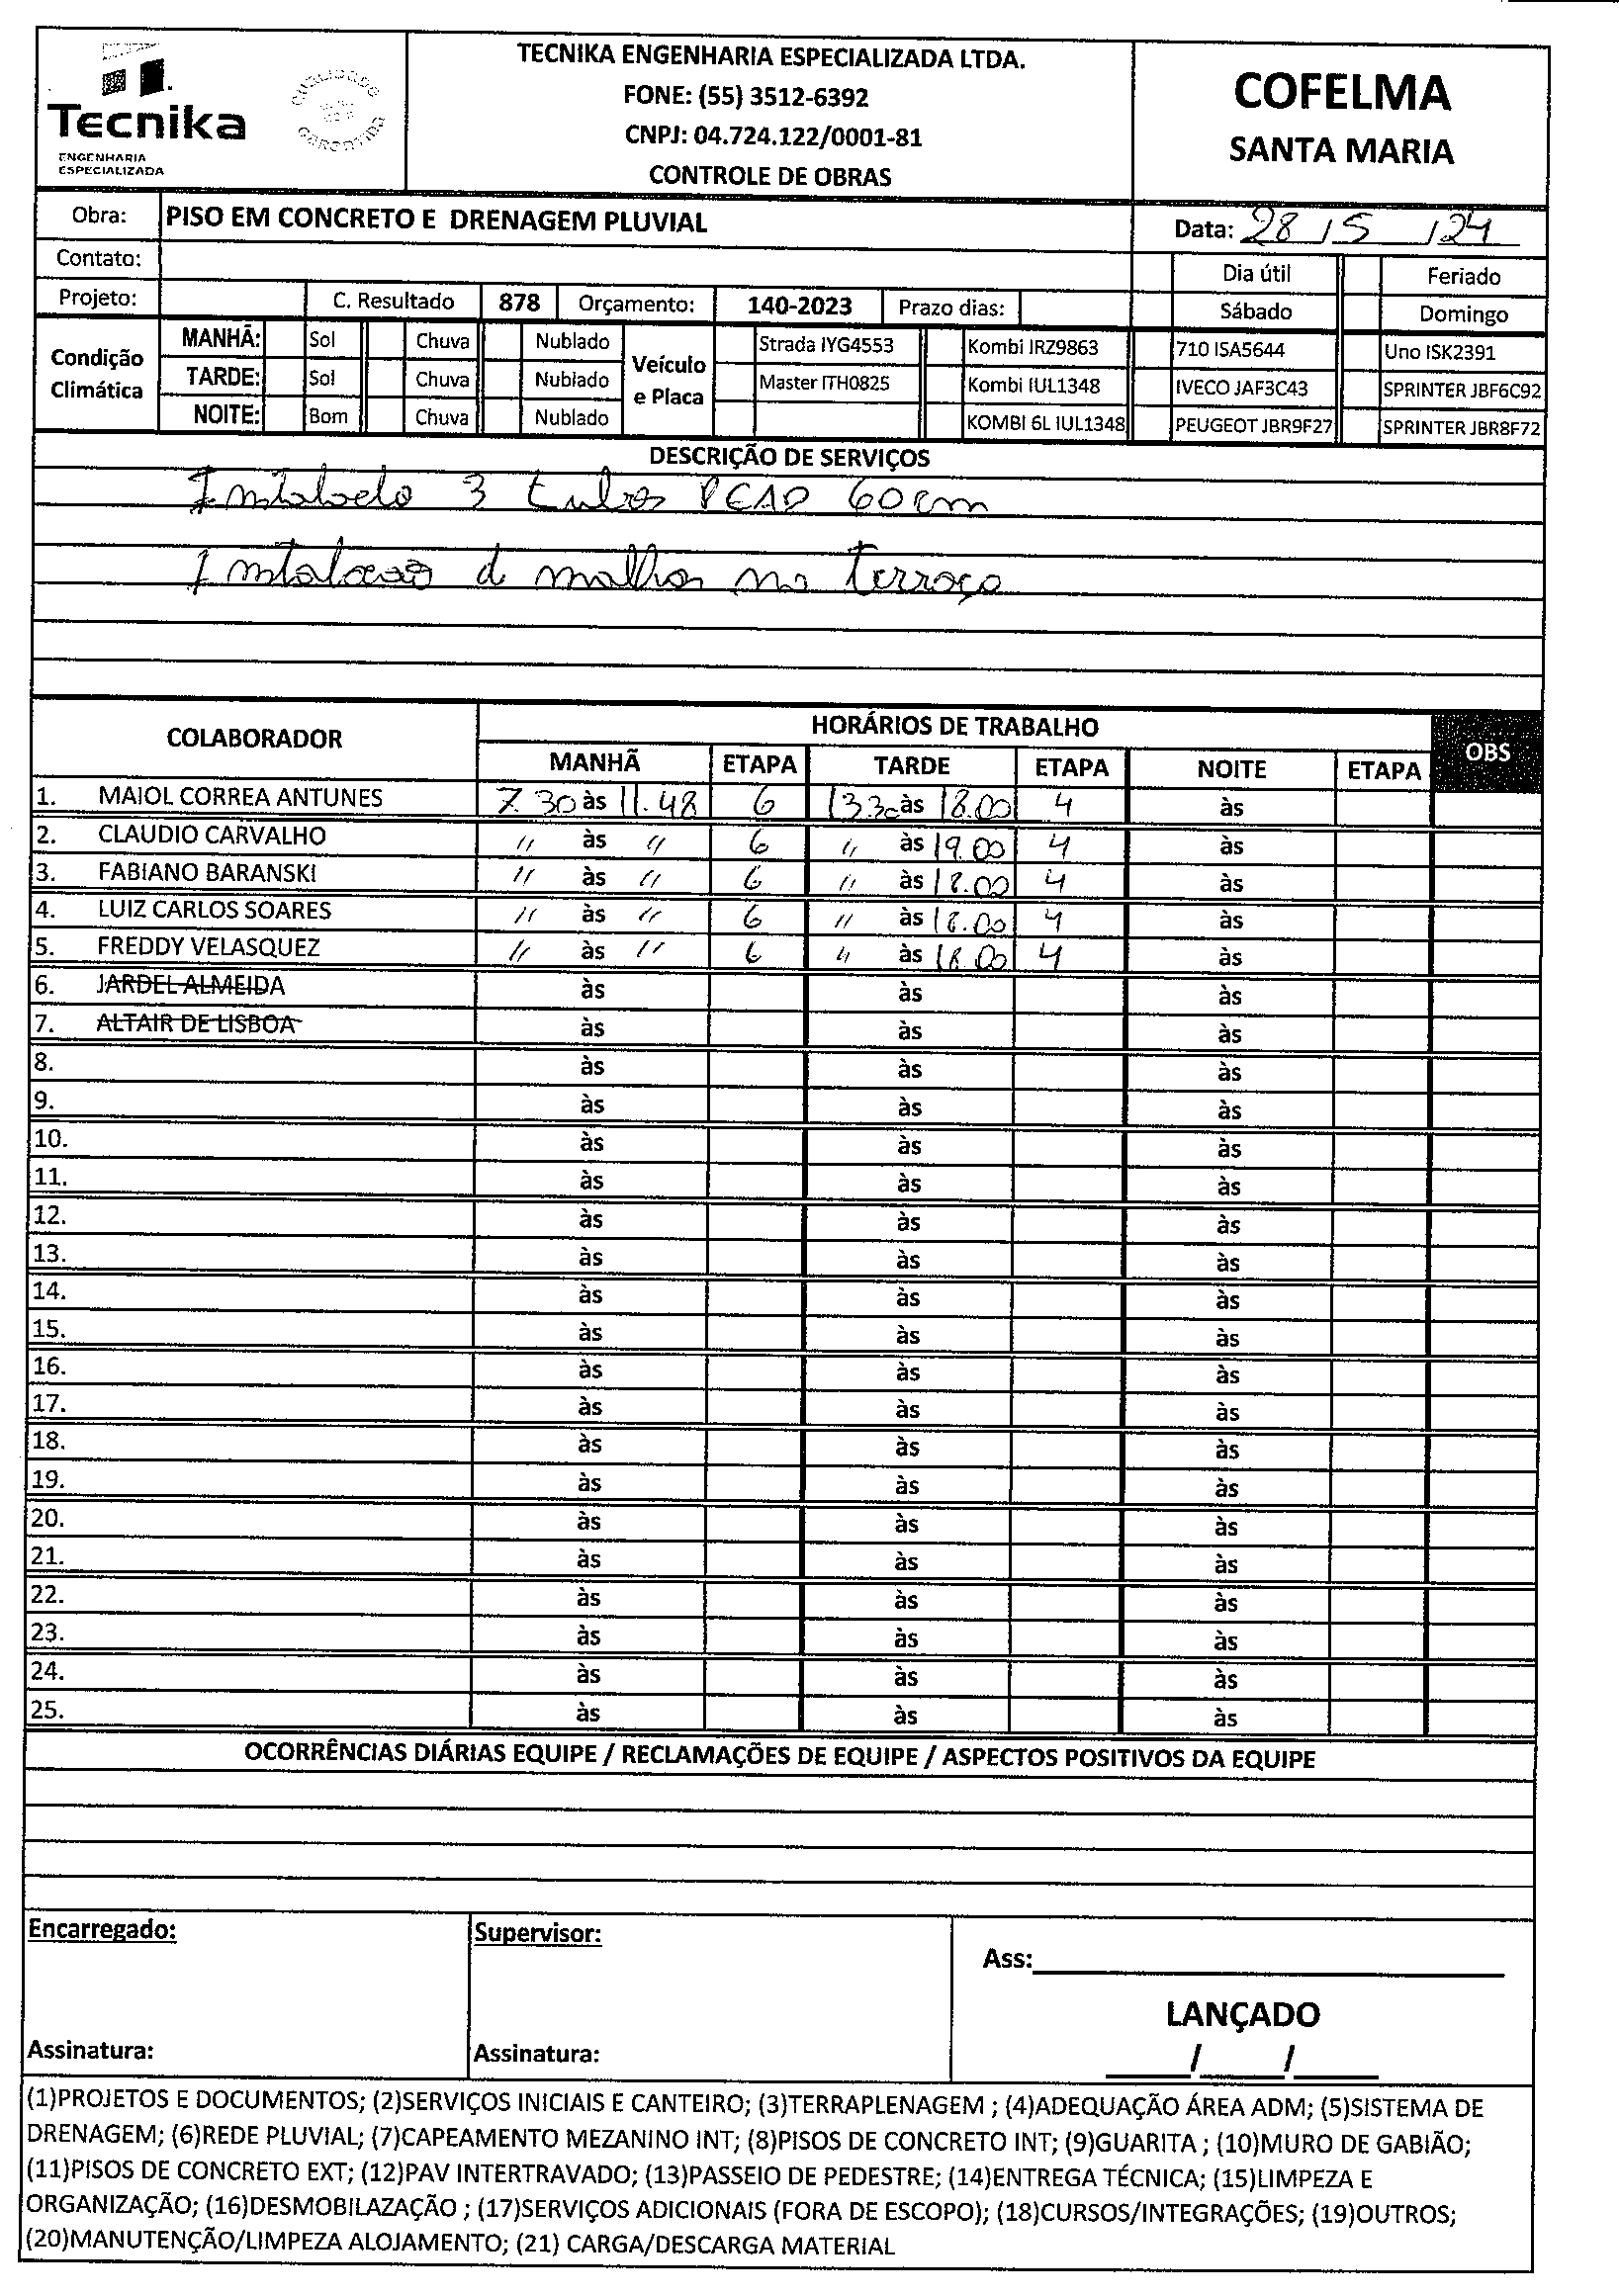 Tecnika
ENGENHARIA
ESPECIALIZADA
QUALIDADE
GARANTIDA
TECNIKA ENGENHARIA ESPECIALIZADA LTDA.
FONE: (55) 3512-6392
CNPJ: 04.724.122/0001-81
CONTROLE DE OBRAS
COFELMA
SANTA MARIA
Obra: PISO EM CONCRETO E DRENAGEM PLUVIAL Data: 28 / 5 / 24
Contato: Dia útil Feriado
Projeto: C. Resultado 878 Orçamento: 140-2023 Prazo dias: Sábado Domingo
Condição Climática
MANHÃ: Sol Chuva Nublado
TARDE: Sol Chuva Nublado
NOITE: Bom Chuva Nublado
Veículo e Placa
Strada IYG4553 Kombi IRZ9863 710 ISA5644 Uno ISK2391
Master ITH0825 Kombi IUL1348 IVECO JAF3C43 SPRINTER JBF6C92
KOMBI 6L IUL1348 PEUGEOT JBR9F27 SPRINTER JBR8F72
DESCRIÇÃO DE SERVIÇOS
Instalado 3 tubos PEAD 60cm
Instalação d malhas no terraço
COLABORADOR HORÁRIOS DE TRABALHO OBS
MANHÃ ETAPA TARDE ETAPA NOITE ETAPA
1. MAIOL CORREA ANTUNES 7.30 às 11.48 6 13.30 às 18.00 4 às
2. CLAUDIO CARVALHO " às " 6 " às 19.00 4 às
3. FABIANO BARANSKI " às " 6 " às 18.00 4 às
4. LUIZ CARLOS SOARES " às " 6 " às 18.00 4 às
5. FREDDY VELASQUEZ " às " 6 " às 18.00 4 às
6. JARDEL ALMEIDA às às às
7. ALTAIR DE LISBOA às às às
8. às às às
9. às às às
10. às às às
11. às às às
12. às às às
13. às às às
14. às às às
15. às às às
16. às às às
17. às às às
18. às às às
19. às às às
20. às às às
21. às às às
22. às às às
23. às às às
24. às às às
25. às às às
OCORRÊNCIAS DIÁRIAS EQUIPE / RECLAMAÇÕES DE EQUIPE / ASPECTOS POSITIVOS DA EQUIPE
Encarregado: Supervisor:
Ass:
LANÇADO
Assinatura: Assinatura: / /
(1)PROJETOS E DOCUMENTOS; (2)SERVIÇOS INICIAIS E CANTEIRO; (3)TERRAPLENAGEM ; (4)ADEQUAÇÃO ÁREA ADM; (5)SISTEMA DE
DRENAGEM; (6)REDE PLUVIAL; (7)CAPEAMENTO MEZANINO INT; (8)PISOS DE CONCRETO INT; (9)GUARITA ; (10)MURO DE GABIÃO;
(11)PISOS DE CONCRETO EXT; (12)PAV INTERTRAVADO; (13)PASSEIO DE PEDESTRE; (14)ENTREGA TÉCNICA; (15)LIMPEZA E
ORGANIZAÇÃO; (16)DESMOBILAZAÇÃO ; (17)SERVIÇOS ADICIONAIS (FORA DE ESCOPO); (18)CURSOS/INTEGRAÇÕES; (19)OUTROS;
(20)MANUTENÇÃO/LIMPEZA ALOJAMENTO; (21) CARGA/DESCARGA MATERIAL